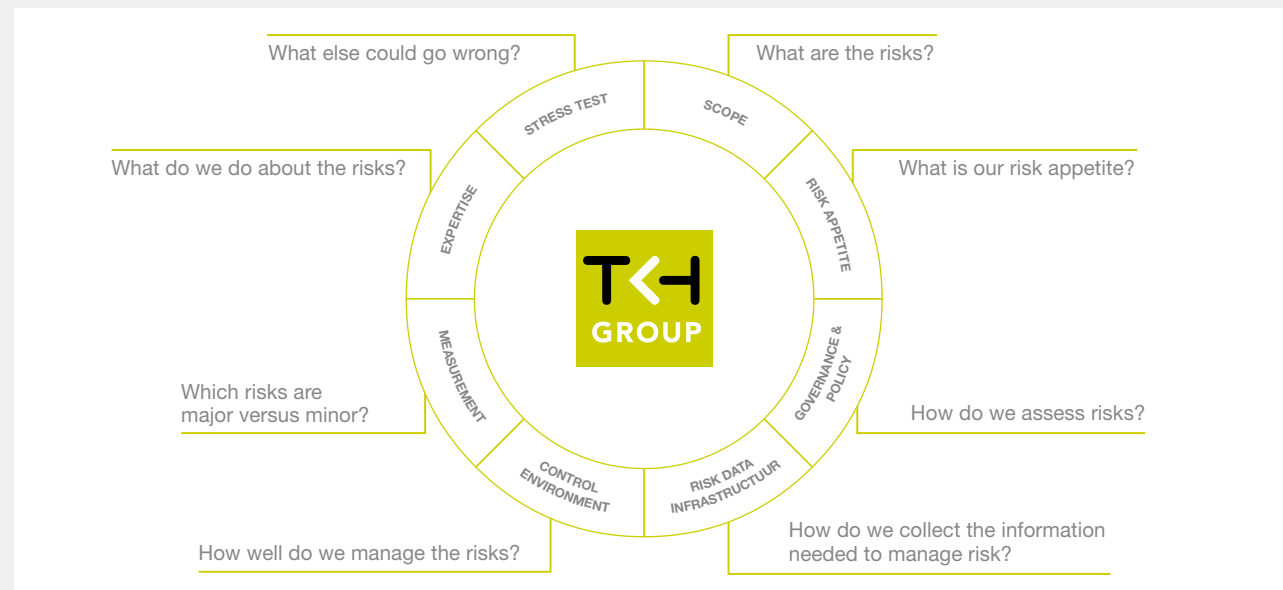 What else could go wrong?
What are the risks?
STRESS TEST
SCOPE
What do we do about the risks?
What is our risk appetite?
EXPERTISE
RISK APPETITE
TKH
GROUP
MEASUREMENT
GOVERNANCE &
POLICY
Which risks are
major versus minor?
How do we assess risks?
CONTROL
ENVIRONMENT
RISK DATA
INFRASTRUCTUUR
How well do we manage the risks?
How do we collect the information
needed to manage risk?